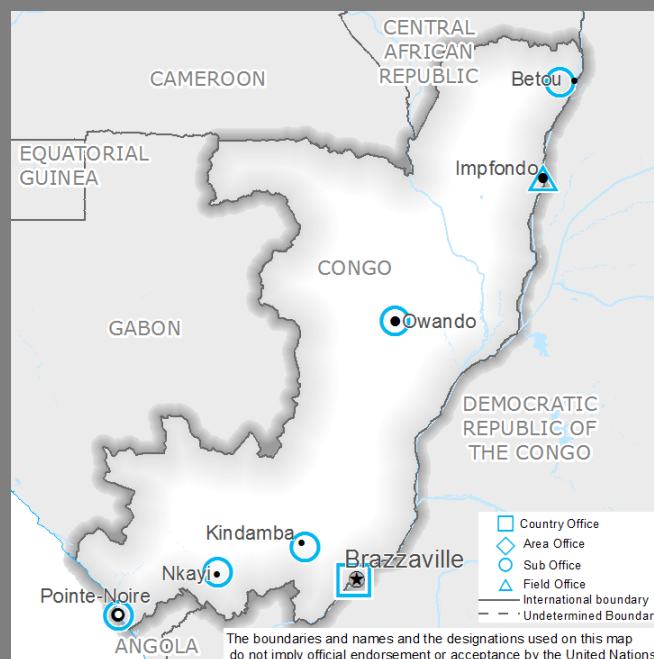 CENTRAL
AFRICAN
REPUBLIC
CAMEROON
Betou
EQUATORIAL
GUINEA
Impfondo
CONGO
GABON
Owando
DEMOCRATIC
REPUBLIC OF
THE CONGO
Kindamba
Brazzaville
Nkayi
Pointe-Noire
ANGOLA
Country Office
Area Office
Sub Office
Field Office
International boundary
Undetermined Boundar
The boundaries and names and the designations used on this map
do not imply official endorsement or acceptance by the United Nations